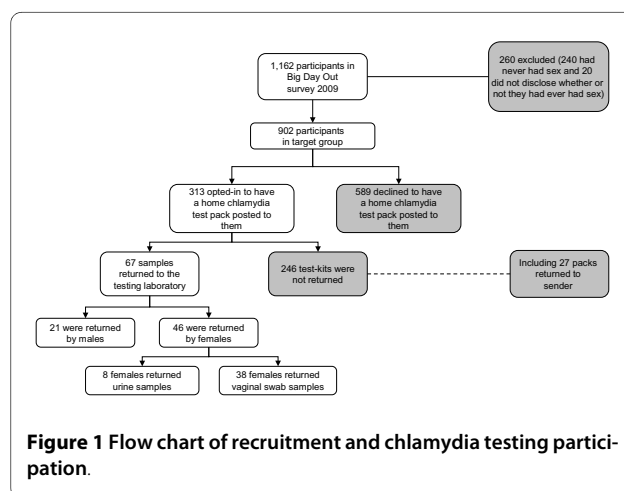 1,162 participants in
Big Day Out
survey 2009
260 excluded (240 had
never had sex and 20
did not disclose whether or
not they had ever had sex)
902 participants
in target group
313 opted-in to have
a home chlamydia
test pack posted to
them
589 declined to have
a home chlamydia
test pack posted to
them
67 samples
returned to the
testing laboratory
246 test-kits were
not returned
Including 27 packs
returned to
sender
21 were returned
by males
46 were returned
by females
8 females returned
urine samples
38 females returned
vaginal swab samples
Figure 1 Flow chart of recruitment and chlamydia testing partici-
pation.